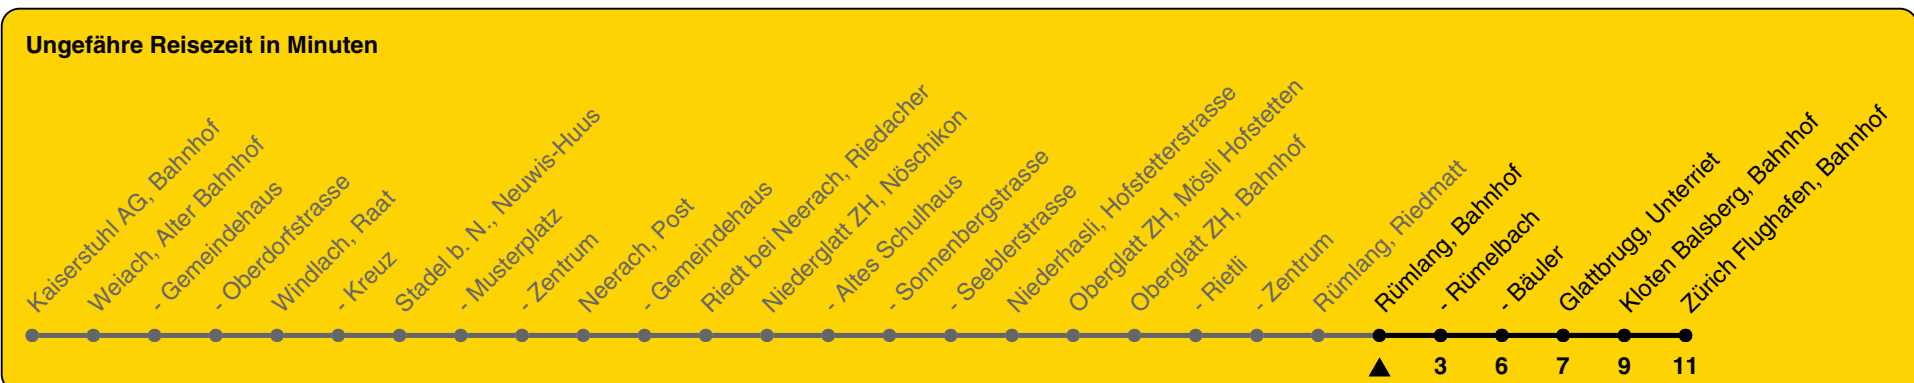 Ungefähre Reisezeit in Minuten
Kaiserstuhl AG, Bahnhof
Weiach, Alter Bahnhof
- Gemeindehaus
- Oberdorfstrasse
Windlach, Raat
- Kreuz
Stadel b. N., Neuwis-Huus
- Musterplatz
- Zentrum
Neerach, Post
- Gemeindehaus
Riedt bei Neerach, Riedacher
Niederglatt ZH, Nöschikon
- Altes Schulhaus
- Sonnenbergstrasse
- Seeblerstrasse
Niederhasli, Hofstetterstrasse
Oberglatt ZH, Mösli Hofstetten
Oberglatt ZH, Bahnhof
- Rietli
- Zentrum
Rümlang, Riedmatt
Rümlang, Bahnhof
- Rümelbach
- Bäuler
Glattbrugg, Unterriet
Kloten Balsberg, Bahnhof
Zürich Flughafen, Bahnhof
3 6 7 9 11